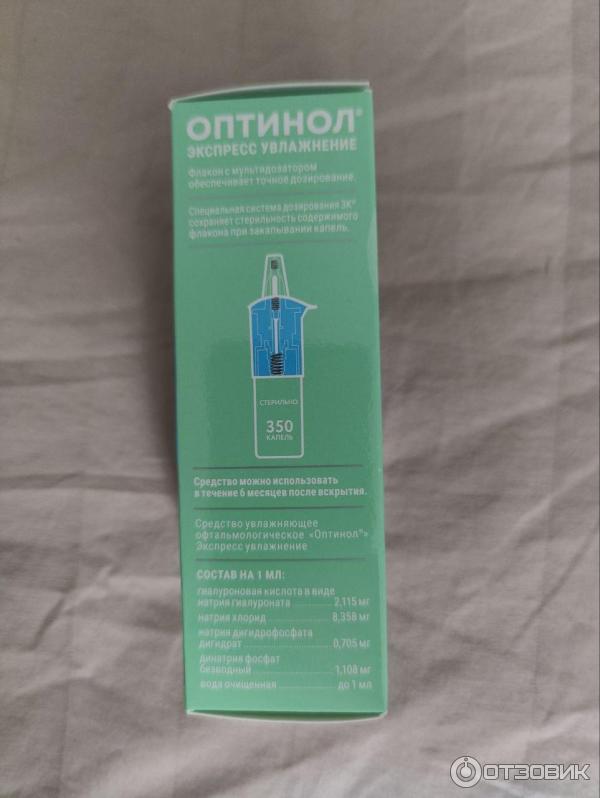 ОПТИНОЛ®
ЭКСПРЕСС УВЛАЖНЕНИЕ
Флакон с мультидозатором
обеспечивает точное дозирование.
Специальная система дозирования 3К®
сохраняет стерильность содержимого
флакона при закапывании капель.
СТЕРИЛЬНО
350
КАПЕЛЬ
Средство можно использовать
в течение 6 месяцев после вскрытия.
Средство увлажняющее
офтальмологическое «Оптинол®»
Экспресс увлажнение
СОСТАВ НА 1 МЛ:
гиалуроновая кислота в виде
натрия гиалуроната 2,115 мг
натрия хлорид 8,358 мг
натрия дигидрофосфата
дигидрат 0,705 мг
динатрия фосфат
безводный 1,108 мг
вода очищенная до 1 мл
ОТЗОВИК